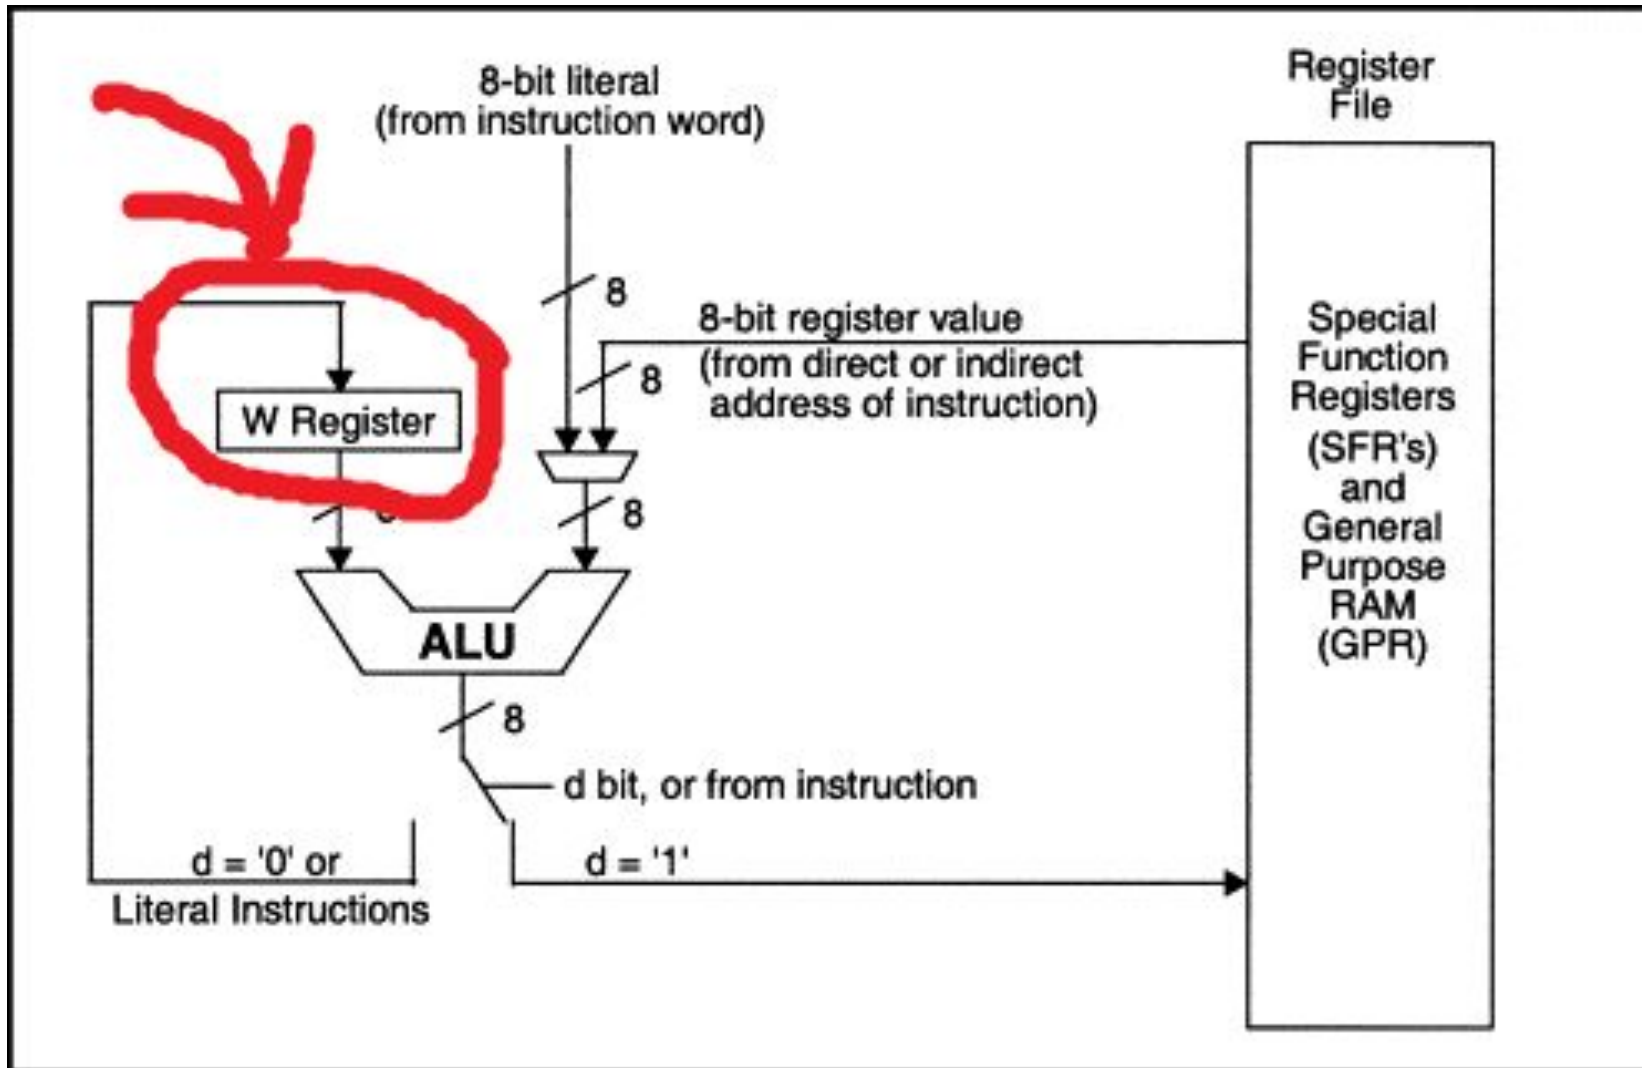 8-bit literal
(from instruction word)
Register
File
8
8-bit register value
(from direct or indirect
address of instruction)
8
W Register
8
ALU
8
d bit, or from instruction
d = '0' or
Literal Instructions
d = '1'
Special
Function
Registers
(SFR's)
and
General
Purpose
RAM
(GPR)